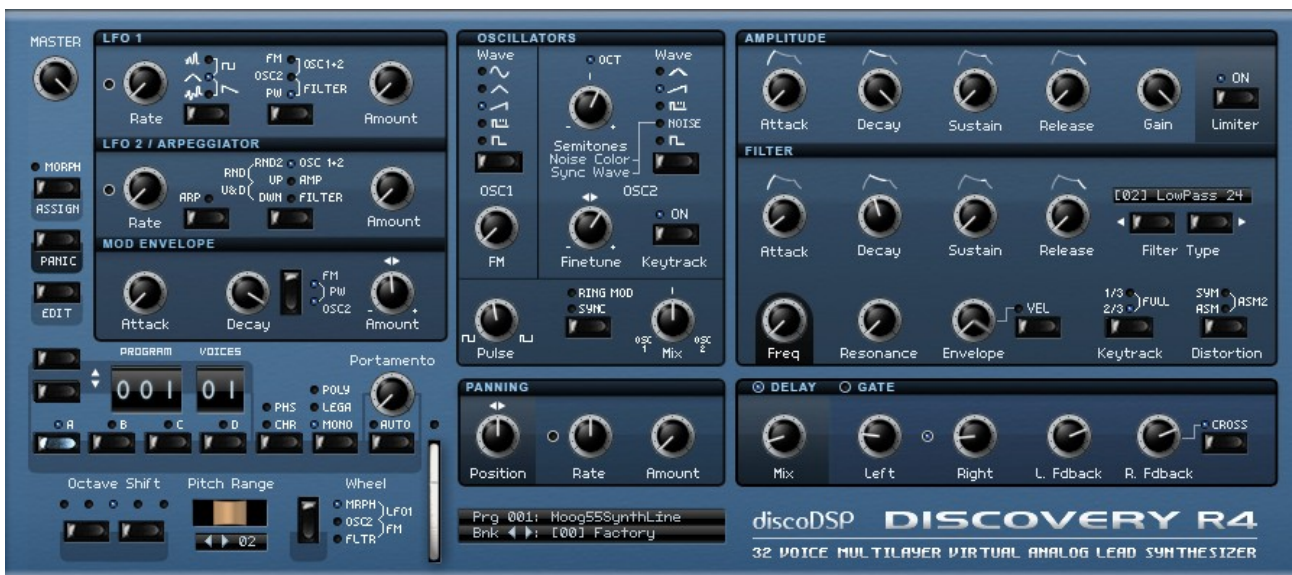 MASTER
LFO 1
FM
OSC1+2
OSC2
PW
FILTER
Rate
Amount
LFO 2 / ARPEGGIATOR
RND2
OSC 1+2
RND
UP
AMP
U&D
ARP
DWN
FILTER
Rate
Amount
MORPH
ASSIGN
PANIC
EDIT
MOD ENVELOPE
FM
PW
OSC2
Attack
Decay
- +
Amount
PROGRAM
VOICES
001
01
Portamento
POLY
PHS
LEGA
CHR
MONO
AUTO
A
B
C
D
Octave Shift
Pitch Range
02
Wheel
MRPH
LFO1
OSC2
FM
FLTR
OSCILLATORS
Wave
OCT
Wave
- +
NOISE
Semitones
Noise Color
Sync Wave
OSC1
OSC2
ON
FM
- +
Finetune
Keytrack
RING MOD
SYNC
Pulse
OSC 1
Mix
OSC 2
PANNING
Position
Rate
Amount
Prg 001: Moog55SynthLine
Bnk ◄ ►: [00] Factory
AMPLITUDE
ON
Attack
Decay
Sustain
Release
Gain
Limiter
FILTER
[02] LowPass 24
Attack
Decay
Sustain
Release
Filter Type
VEL
1/3
2/3
FULL
SYM
ASM
ASM2
Freq
Resonance
Envelope
Keytrack
Distortion
DELAY
GATE
CROSS
Mix
Left
Right
L. Fdback
R. Fdback
discoDSP DISCOVERY R4
32 VOICE MULTILAYER VIRTUAL ANALOG LEAD SYNTHESIZER